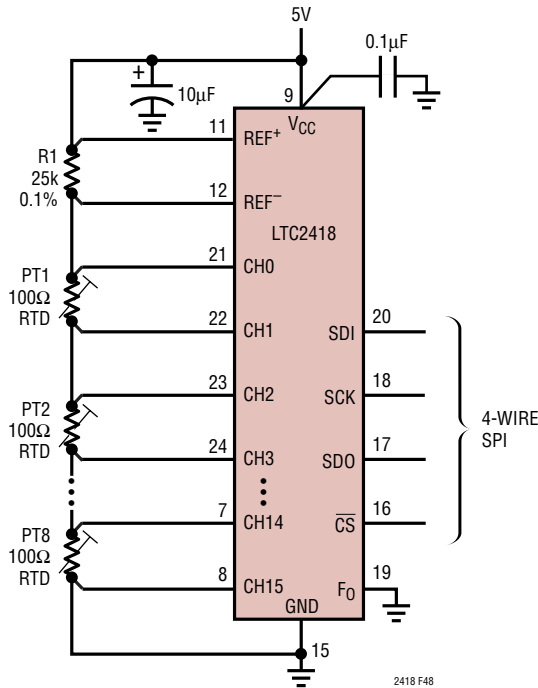 5V
0.1μF
+
10μF
9
VCC
11
REF+
R1
25k
0.1%
12
REF−
LTC2418
21
CH0
PT1
100Ω
RTD
22
CH1
20
SDI
23
CH2
18
SCK
PT2
100Ω
RTD
4-WIRE
SPI
24
CH3
17
SDO
7
CH14
16
CS
PT8
100Ω
RTD
8
CH15
19
FO
GND
15
2418 F48